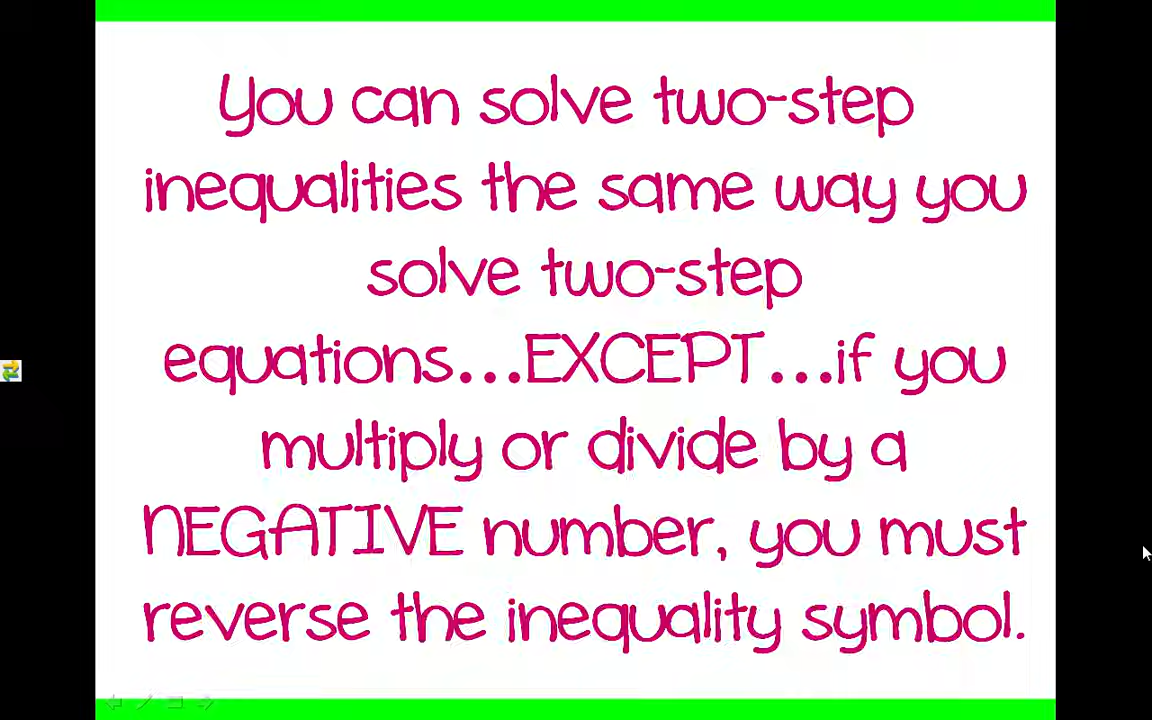 You can solve two-step
inequalities the same way you
solve two-step
equations...EXCEPT...if you
multiply or divide by a
NEGATIVE number, you must
reverse the inequality symbol.